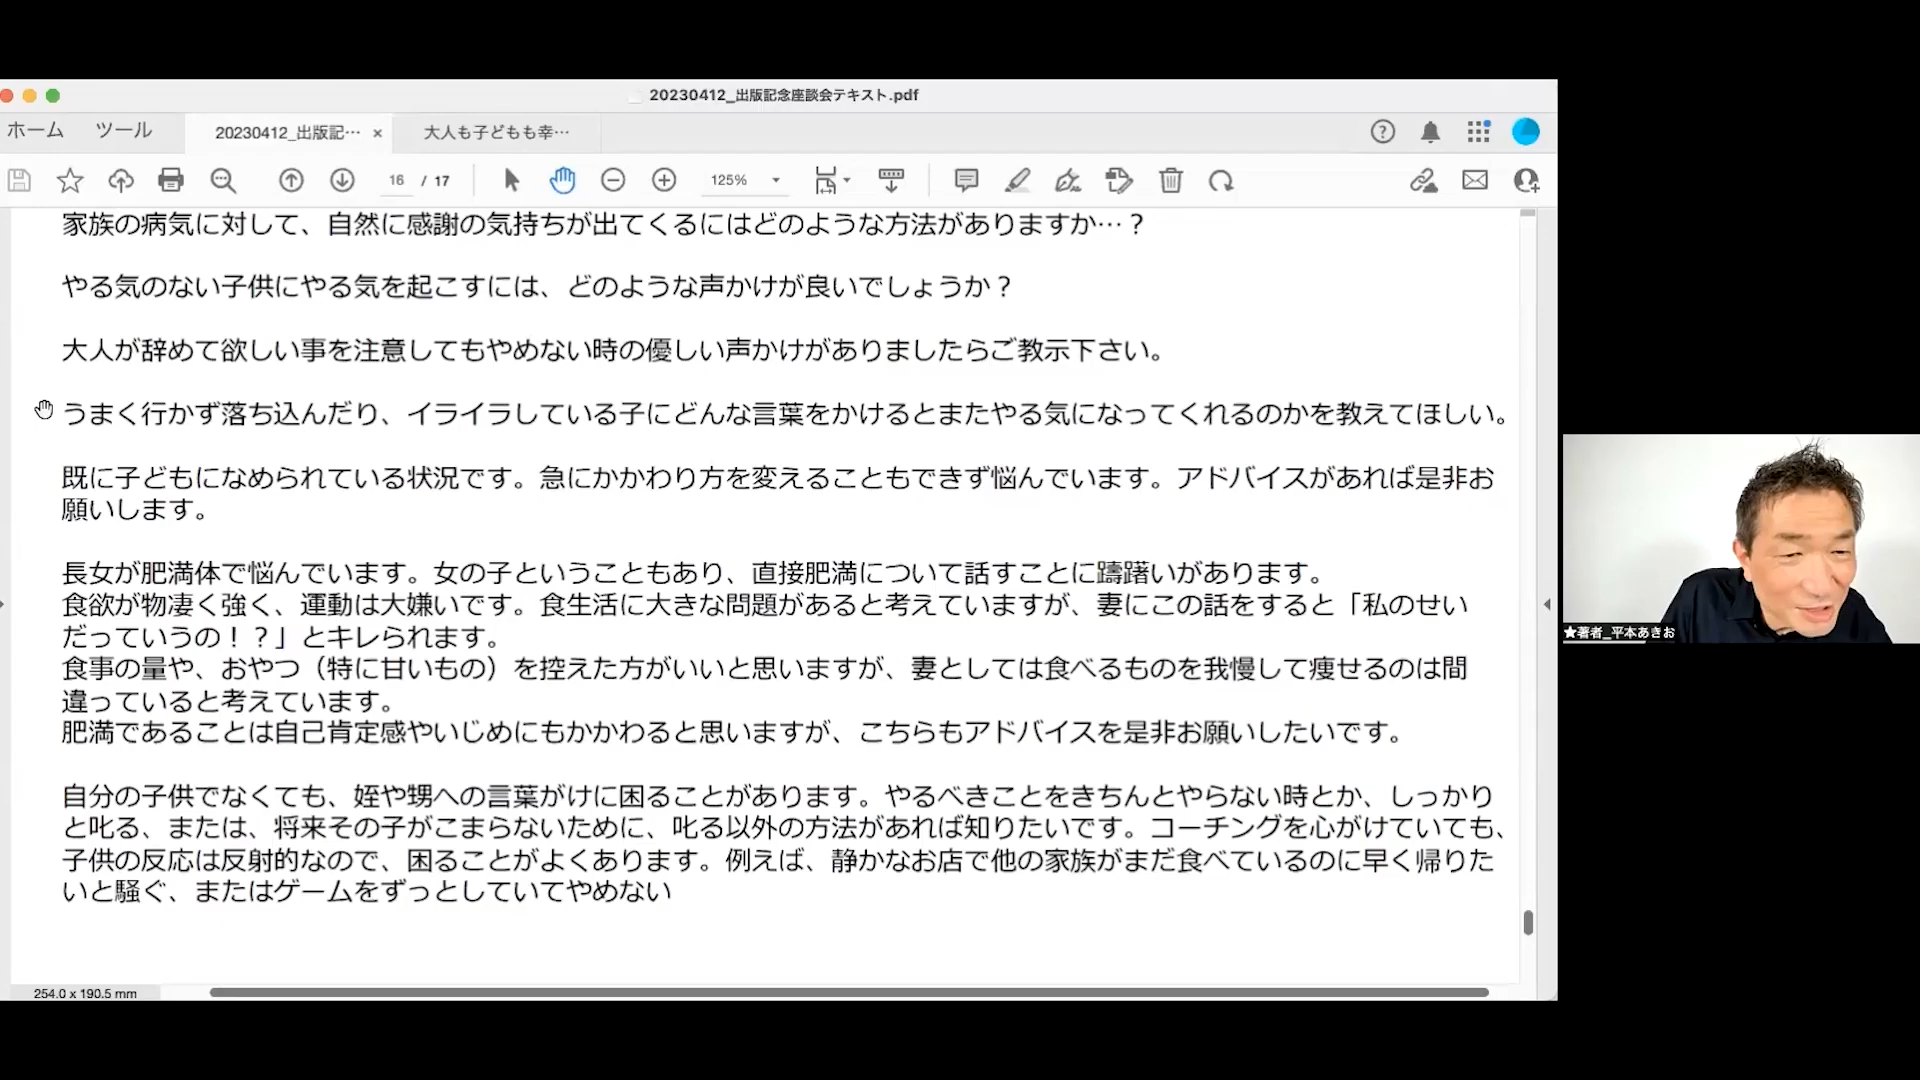 20230412_出版記念座談会テキスト.pdf
ホーム ツール 20230412_出版記… × 大人も子どもも幸…
16 / 17 125%
家族の病気に対して、自然に感謝の気持ちが出てくるにはどのような方法がありますか…？
やる気のない子供にやる気を起こすには、どのような声かけが良いでしょうか？
大人が辞めて欲しい事を注意してもやめない時の優しい声かけがありましたらご教示下さい。
うまく行かず落ち込んだり、イライラしている子にどんな言葉をかけるとまたやる気になってくれるのかを教えてほしい。
既に子どもになめられている状況です。急にかかわり方を変えることもできず悩んでいます。アドバイスがあれば是非お
願いします。
長女が肥満体で悩んでいます。女の子ということもあり、直接肥満について話すことに躊躇いがあります。
食欲が物凄く強く、運動は大嫌いです。食生活に大きな問題があると考えていますが、妻にこの話をすると「私のせい
だっていうの！？」とキレられます。
食事の量や、おやつ（特に甘いもの）を控えた方がいいと思いますが、妻としては食べるものを我慢して痩せるのは間
違っていると考えています。
肥満であることは自己肯定感やいじめにもかかわると思いますが、こちらもアドバイスを是非お願いしたいです。
自分の子供でなくても、姪や甥への言葉がけに困ることがあります。やるべきことをきちんとやらない時とか、しっかり
と叱る、または、将来その子がこまらないために、叱る以外の方法があれば知りたいです。コーチングを心がけていても、
子供の反応は反射的なので、困ることがよくあります。例えば、静かなお店で他の家族がまだ食べているのに早く帰りた
いと騒ぐ、またはゲームをずっとしていてやめない
254.0 x 190.5 mm
★著者_平本あきお